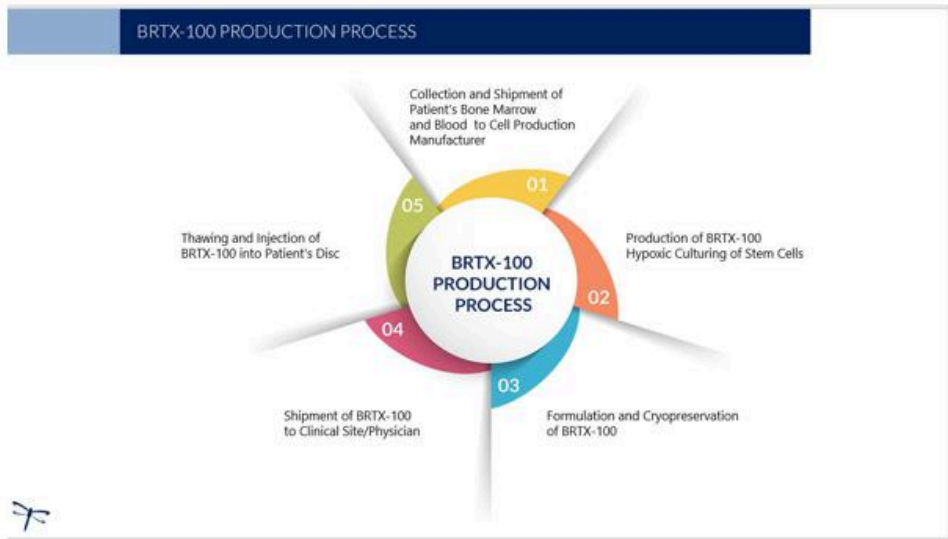 BRTX-100 PRODUCTION PROCESS
Collection and Shipment of
Patient's Bone Marrow
and Blood to Cell Production
Manufacturer
01
Production of BRTX-100
Hypoxic Culturing of Stem Cells
02
Formulation and Cryopreservation
of BRTX-100
03
Shipment of BRTX-100
to Clinical Site/Physician
04
Thawing and Injection of
BRTX-100 into Patient's Disc
05
BRTX-100
PRODUCTION
PROCESS